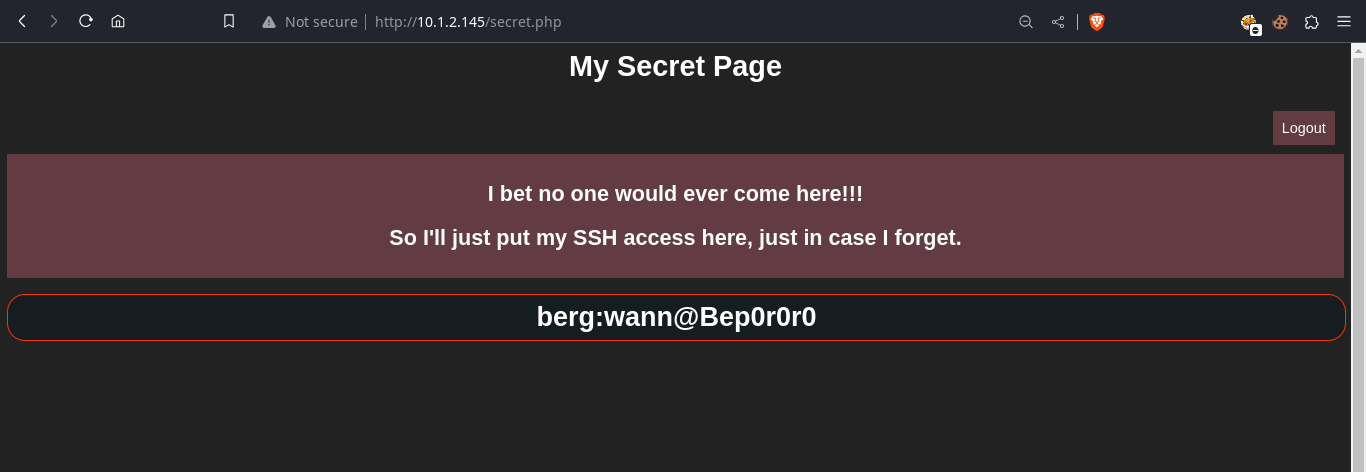 Not secure
http://10.1.2.145/secret.php
My Secret Page
Logout
I bet no one would ever come here!!!
So I'll just put my SSH access here, just in case I forget.
berg:wann@Bep0r0r0